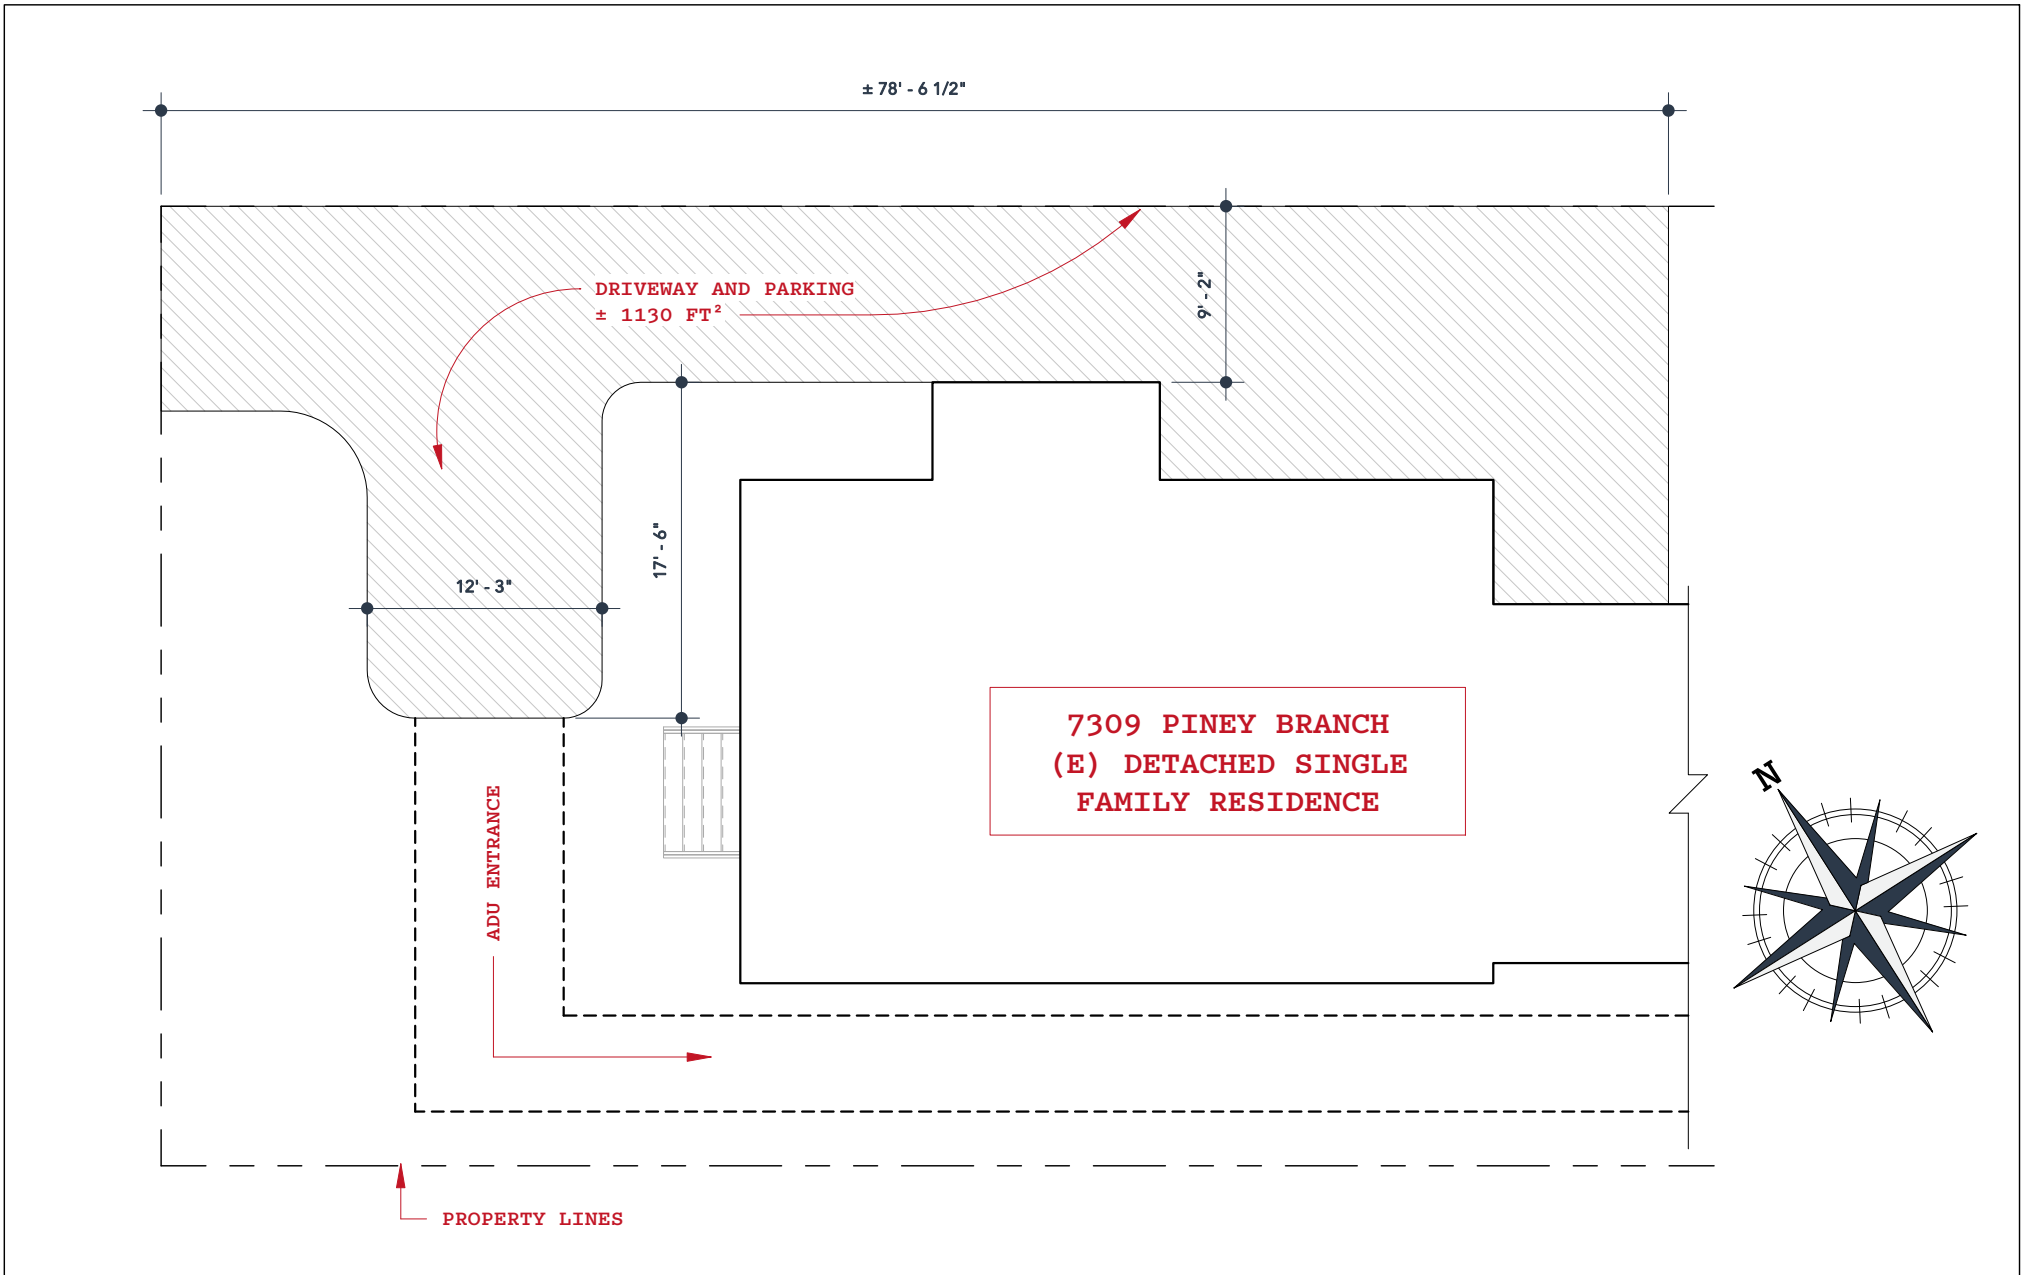 ± 78' - 6 1/2"
DRIVEWAY AND PARKING
± 1130 FT²
9' - 2"
17' - 6"
12' - 3"
7309 PINEY BRANCH
(E) DETACHED SINGLE
FAMILY RESIDENCE
N
ADU ENTRANCE
PROPERTY LINES